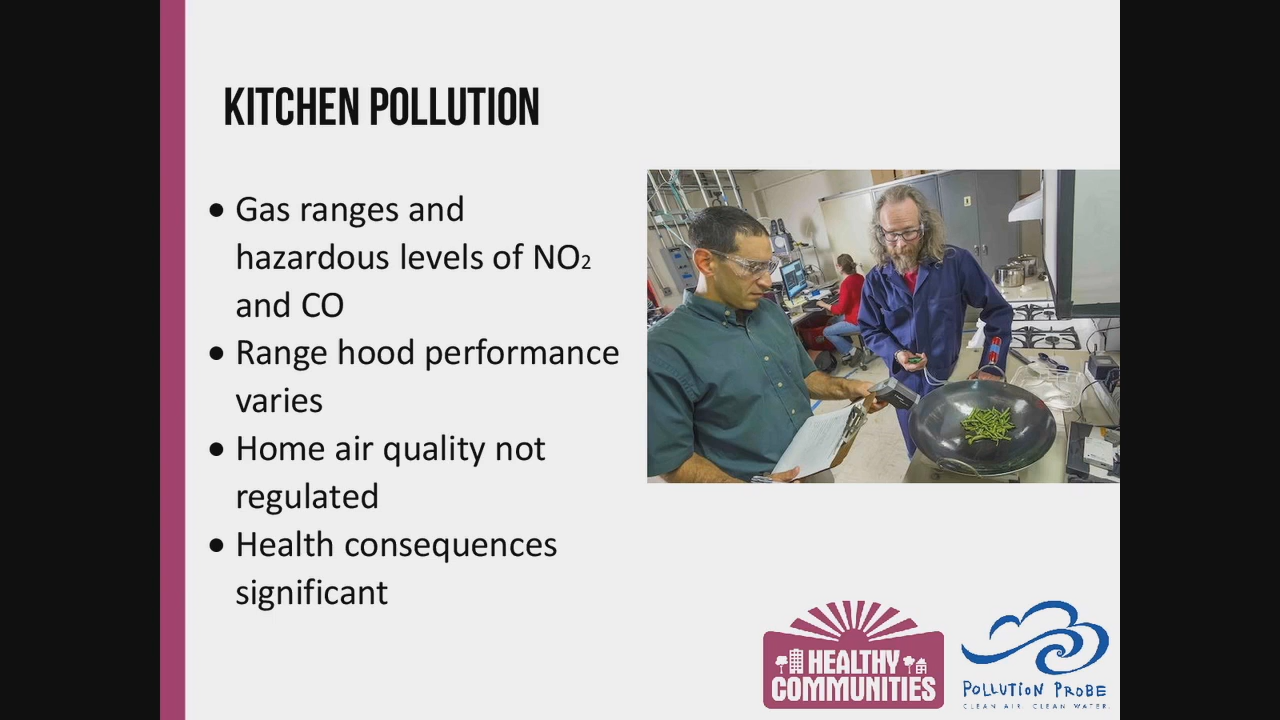 KITCHEN POLLUTION
• Gas ranges and
hazardous levels of NO₂
and CO
• Range hood performance
varies
• Home air quality not
regulated
• Health consequences
significant
HEALTHY
COMMUNITIES
POLLUTION PROBE
CLEAN AIR. CLEAN WATER.